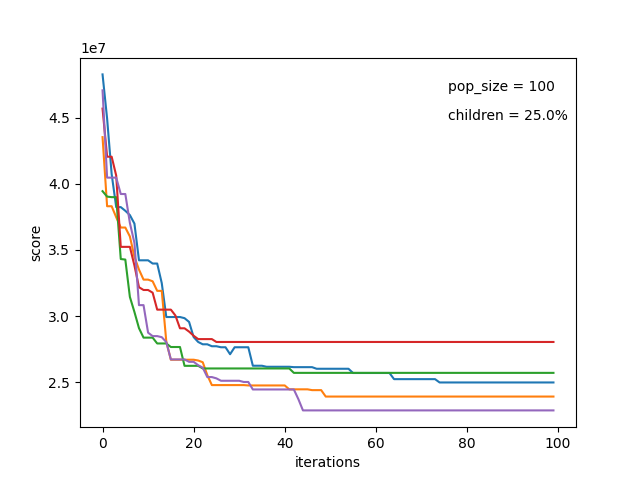 1e7
pop_size = 100
children = 25.0%
4.5
4.0
3.5
3.0
2.5
score
0 20 40 60 80 100
iterations